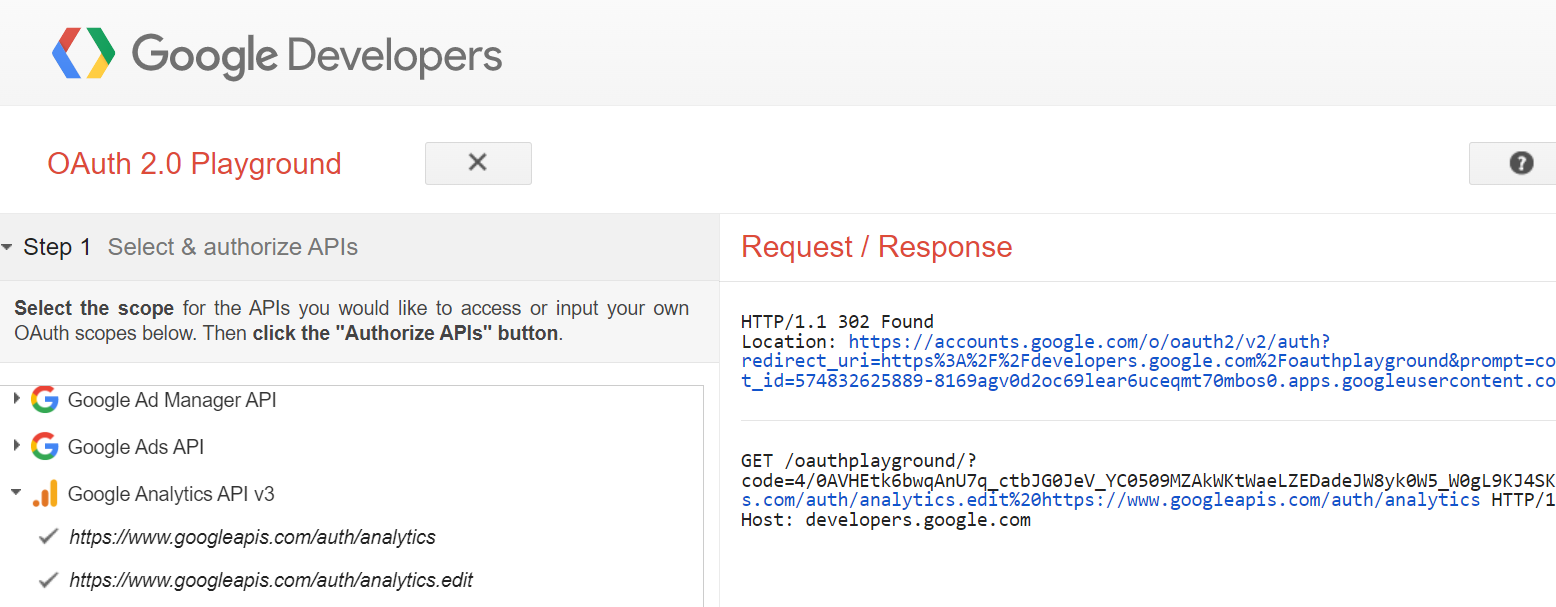 Google Developers
OAuth 2.0 Playground
Step 1 Select & authorize APIs
Select the scope for the APIs you would like to access or input your own
OAuth scopes below. Then click the "Authorize APIs" button.
Google Ad Manager API
Google Ads API
Google Analytics API v3
https://www.googleapis.com/auth/analytics
https://www.googleapis.com/auth/analytics.edit
Request / Response
HTTP/1.1 302 Found
Location: https://accounts.google.com/o/oauth2/v2/auth?
redirect_uri=https%3A%2F%2Fdevelopers.google.com%2Foauthplayground&prompt=co
t_id=574832625889-8169agv0d2oc69lear6uceqmt70mbos0.apps.googleusercontent.co
GET /oauthplayground/?
code=4/0AVHEtk6bwqAnU7q_ctbJG0JeV_YC0509MZAkWKtWaeLZEDadeJW8yk0W5_W0gL9KJ4SK
s.com/auth/analytics.edit%20https://www.googleapis.com/auth/analytics HTTP/1
Host: developers.google.com